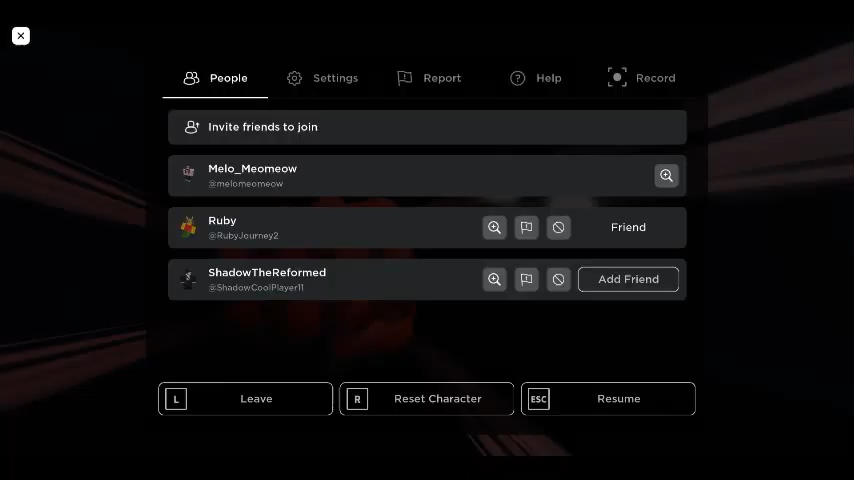 People
Settings
Report
Help
Record
Invite friends to join
Melo_Meomeow
@melomeomeow
Ruby
@RubyJourney2
Friend
ShadowTheReformed
@ShadowCoolPlayer11
Add Friend
L Leave
R Reset Character
ESC Resume